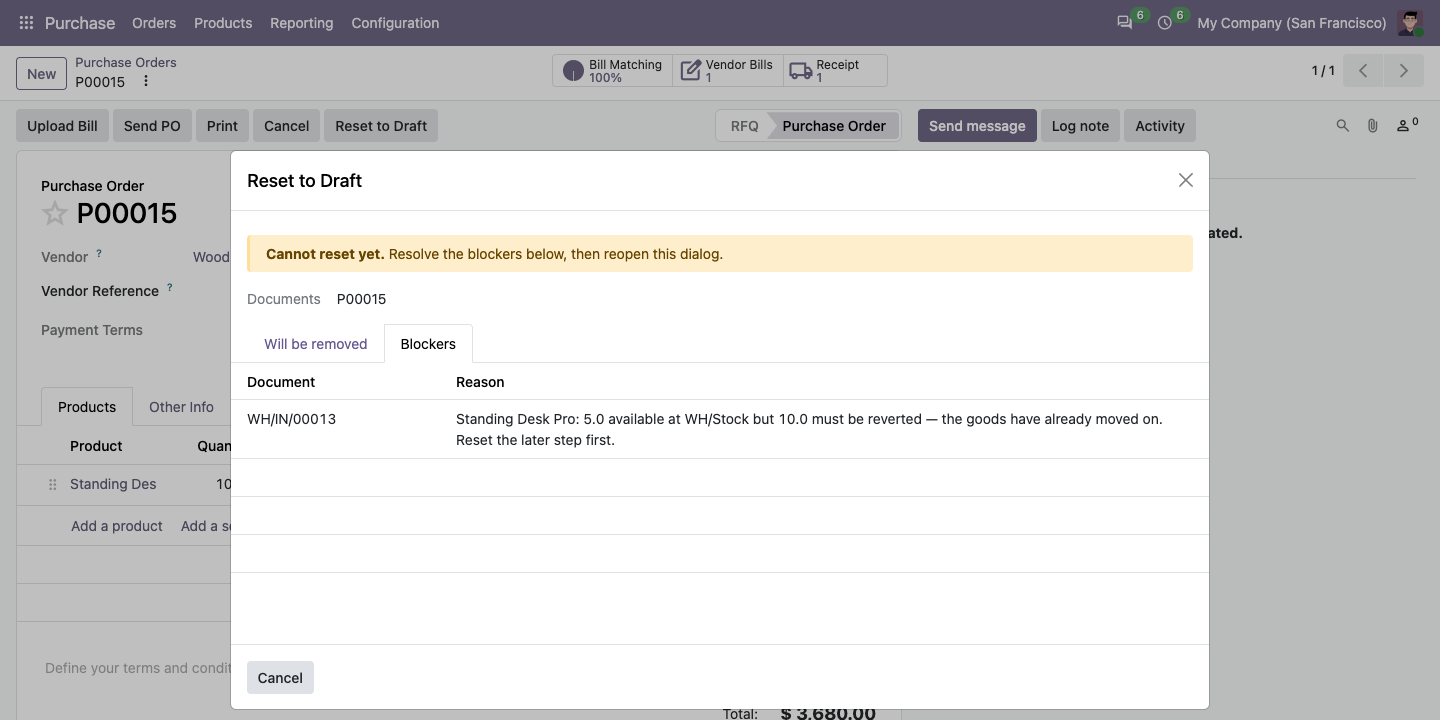 Purchase Orders Products Reporting Configuration 6 6 My Company (San Francisco)
New Purchase Orders Bill Matching Vendor Bills Receipt
P00015 100% 1 1 1 / 1
Upload Bill Send PO Print Cancel Reset to Draft RFQ Purchase Order Send message Log note Activity 0
Reset to Draft
Purchase Order
P00015
ated.
Cannot reset yet. Resolve the blockers below, then reopen this dialog.
Vendor ? Wood
Vendor Reference ?
Documents P00015
Payment Terms
Will be removed Blockers
Document Reason
Products Other Info
WH/IN/00013 Standing Desk Pro: 5.0 available at WH/Stock but 10.0 must be reverted — the goods have already moved on.
Reset the later step first.
Product Quan
Standing Des 10
Add a product Add a se
Define your terms and condit
Cancel
Total: $ 3,680.00